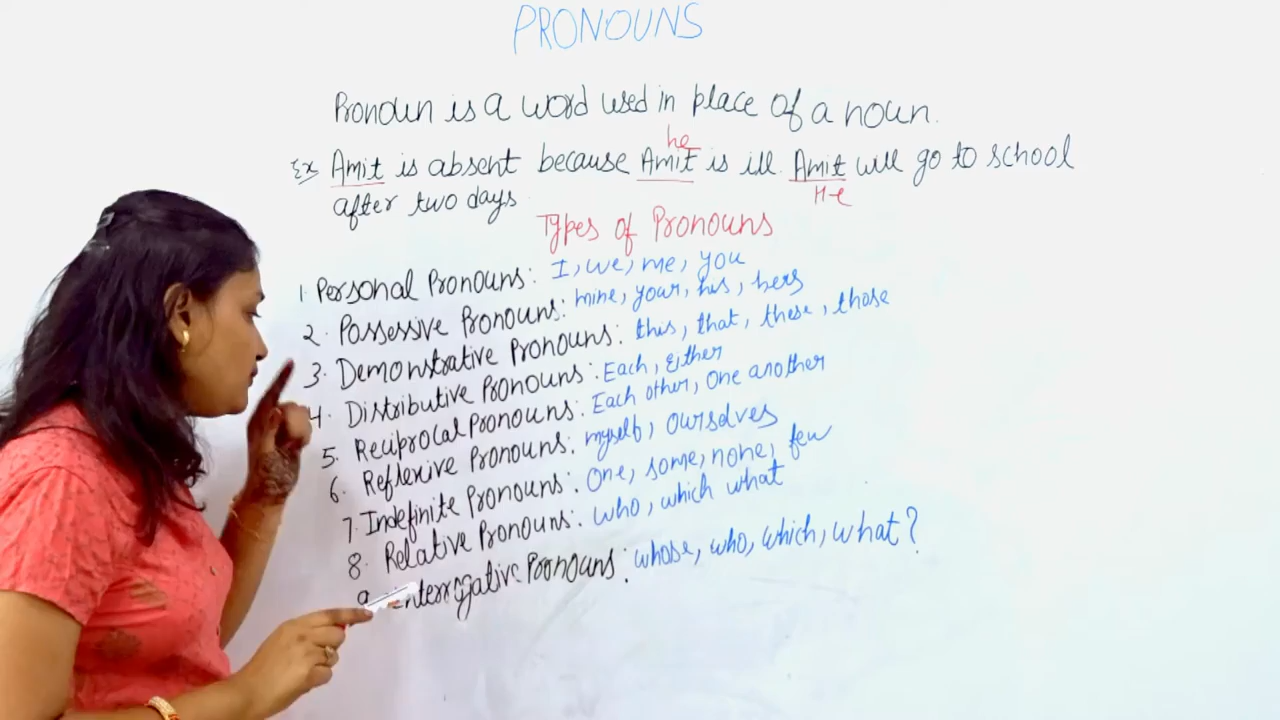 PRONOUNS
Pronoun is a word used in place of a noun.
he
Ex Amit is absent because Amit is ill. Amit will go to school
He
after two days
Types of Pronouns
1. Personal Pronouns: I, we, me, you
2. Possessive Pronouns: mine, your, his, hers
3. Demonstrative Pronouns: this, that, these, those
4. Distributive Pronouns: Each, Either
5. Reciprocal Pronouns: Each other, One another
6. Reflexive Pronouns: myself, Ourselves
7. Indefinite Pronouns: One, some, none, few
8. Relative Pronouns: who, which what
9. Interrogative Pronouns: whose, who, which, what?